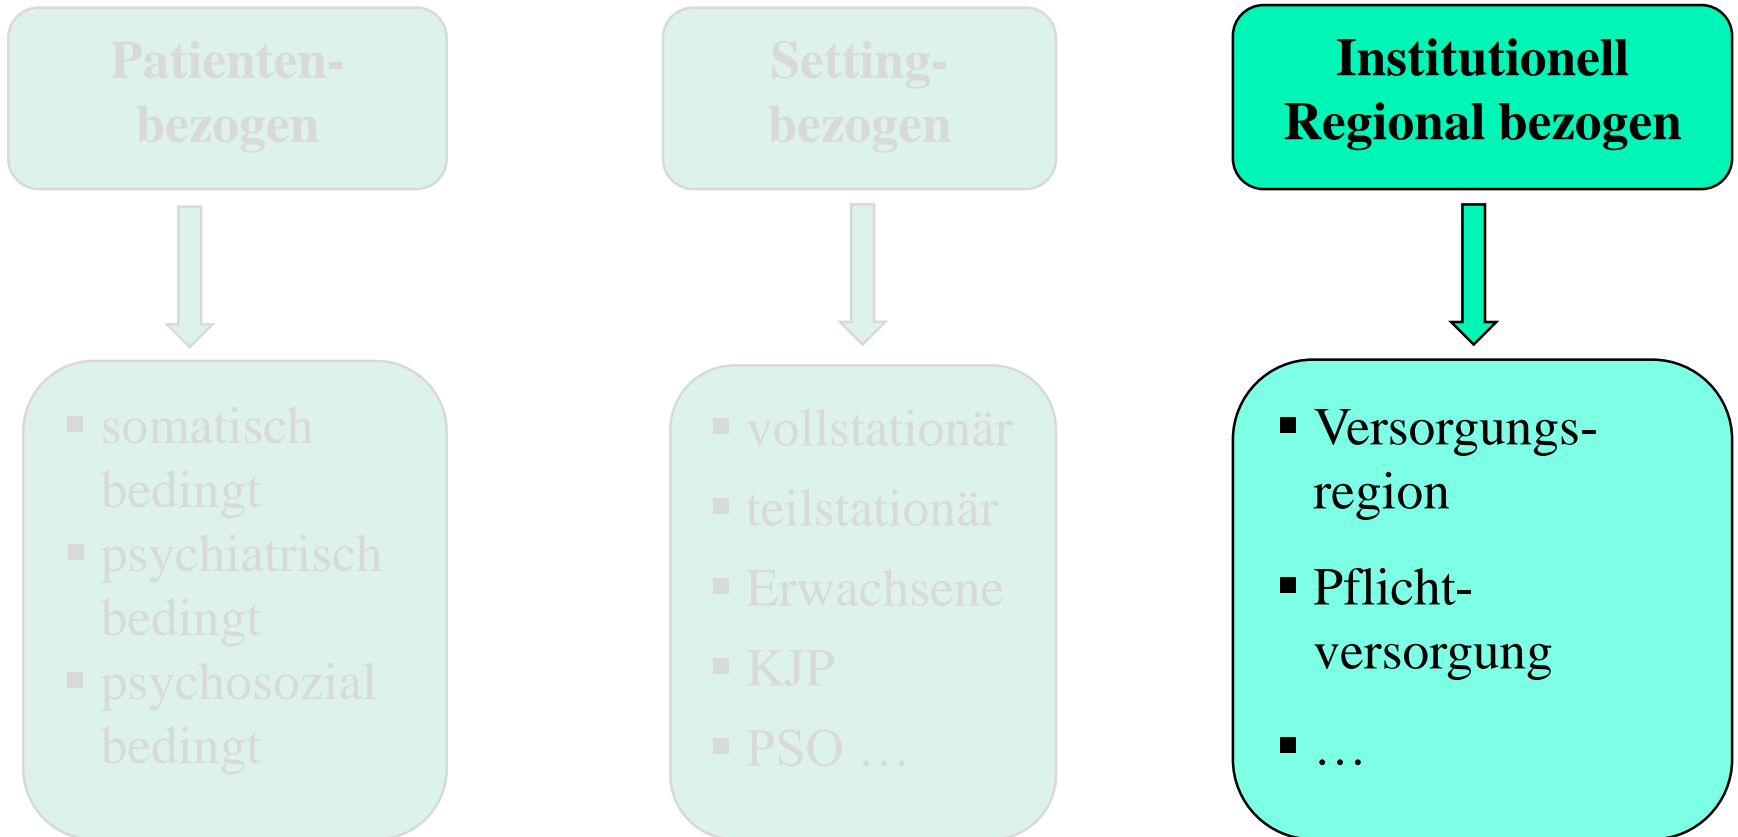 Patienten-
bezogen
somatisch
bedingt
psychiatrisch
bedingt
psychosozial
bedingt
Setting-
bezogen
vollstationär
teilstationär
Erwachsene
KJP
PSO …
Institutionell
Regional bezogen
Versorgungs-
region
Pflicht-
versorgung
…